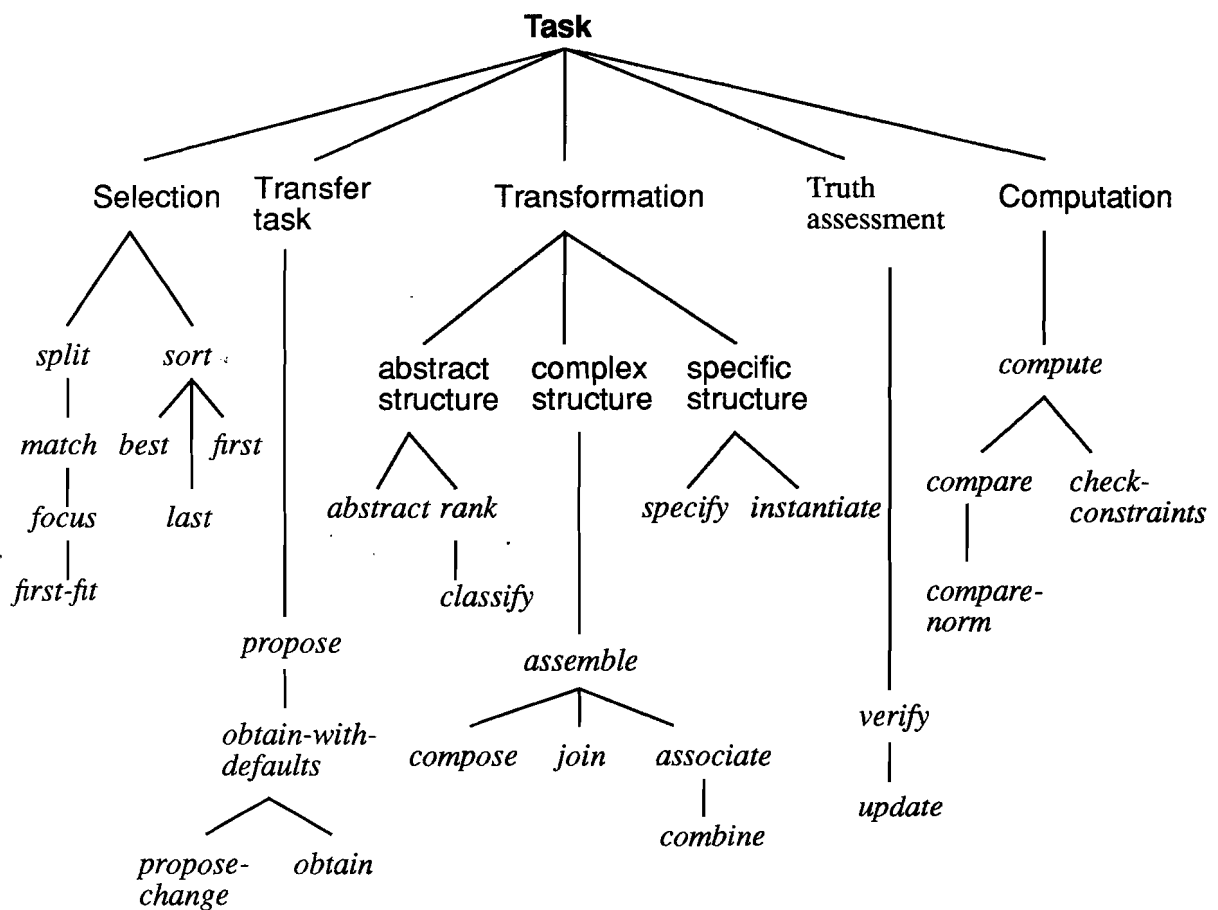 Task
Selection
Transfer
task
Transformation
Truth
assessment
Computation
split
sort
abstract
structure
complex
structure
specific
structure
compute
match
best
first
compare
check-
constraints
focus
last
abstract
rank
specify
instantiate
first-fit
classify
compare-
norm
propose
assemble
verify
obtain-with-
defaults
compose
join
associate
update
combine
propose-
change
obtain